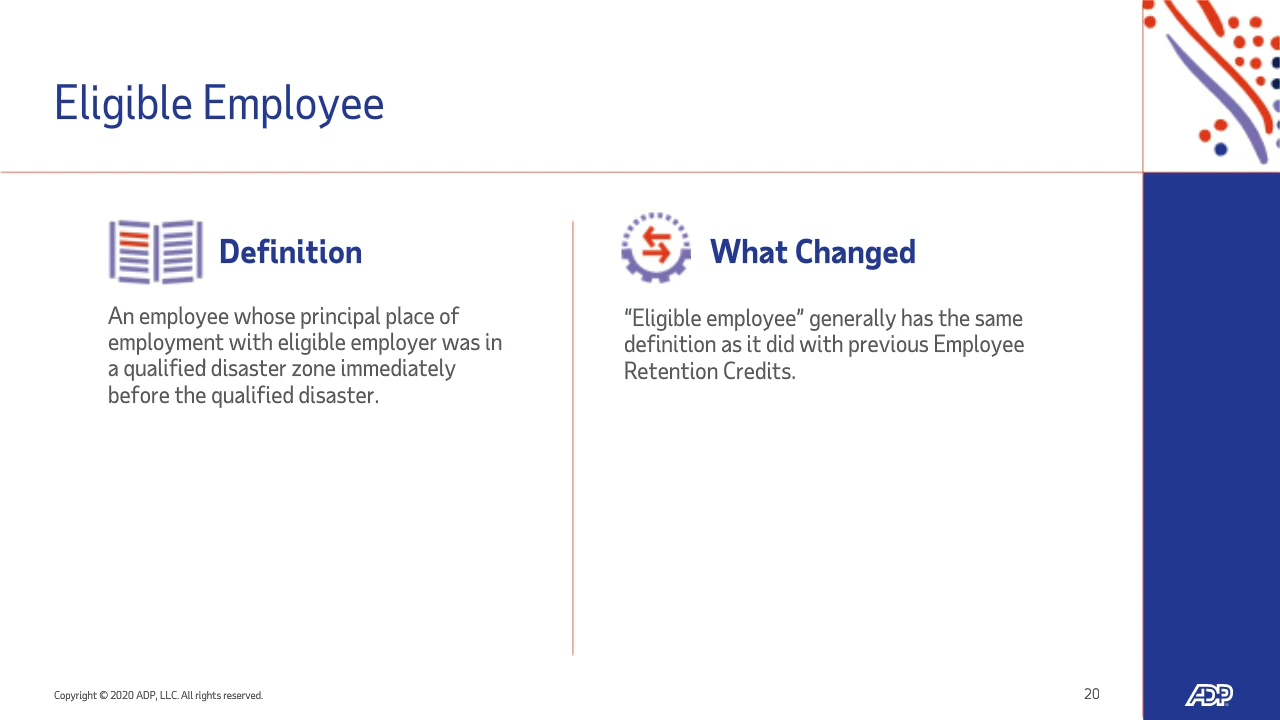 Eligible Employee
Definition
An employee whose principal place of
employment with eligible employer was in
a qualified disaster zone immediately
before the qualified disaster.
What Changed
“Eligible employee” generally has the same
definition as it did with previous Employee
Retention Credits.
Copyright © 2020 ADP, LLC. All rights reserved.
20
ADP